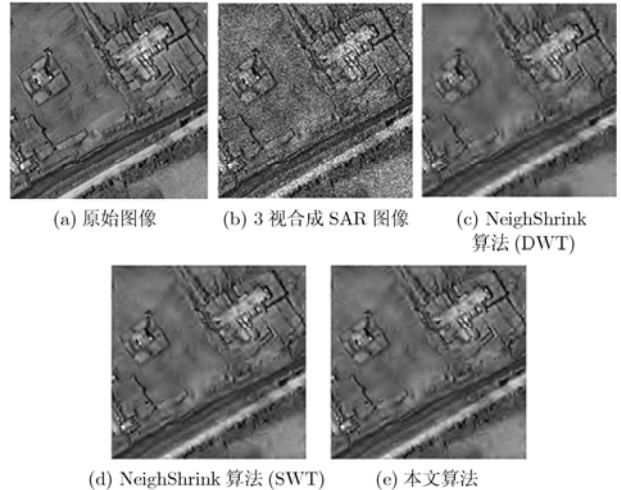 (a) 原始图像
(b) 3 视合成 SAR 图像
(c) NeighShrink
算法 (DWT)
(d) NeighShrink 算法 (SWT)
(e) 本文算法